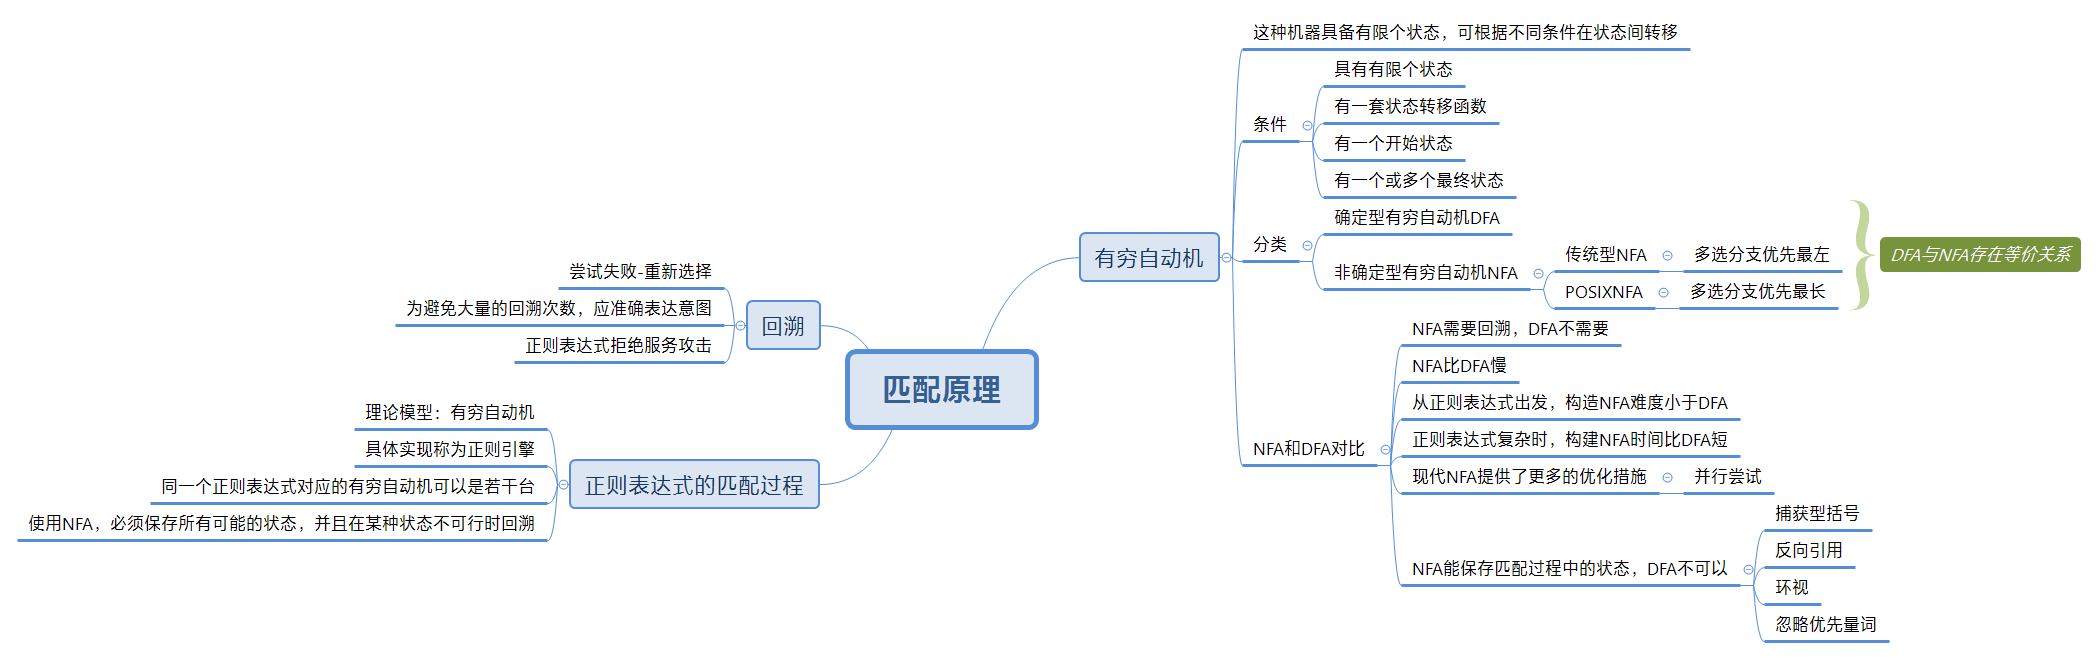 匹配原理
有穷自动机
这种机器具备有限个状态，可根据不同条件在状态间转移
条件
具有有限个状态
有一套状态转移函数
有一个开始状态
有一个或多个最终状态
分类
确定型有穷自动机DFA
非确定型有穷自动机NFA
传统型NFA
多选分支优先最左
POSIXNFA
多选分支优先最长
DFA与NFA存在等价关系
NFA和DFA对比
NFA需要回溯，DFA不需要
NFA比DFA慢
从正则表达式出发，构造NFA难度小于DFA
正则表达式复杂时，构建NFA时间比DFA短
现代NFA提供了更多的优化措施
并行尝试
NFA能保存匹配过程中的状态，DFA不可以
捕获型括号
反向引用
环视
忽略优先量词
回溯
尝试失败-重新选择
为避免大量的回溯次数，应准确表达意图
正则表达式拒绝服务攻击
正则表达式的匹配过程
理论模型：有穷自动机
具体实现称为正则引擎
同一个正则表达式对应的有穷自动机可以是若干台
使用NFA，必须保存所有可能的状态，并且在某种状态不可行时回溯